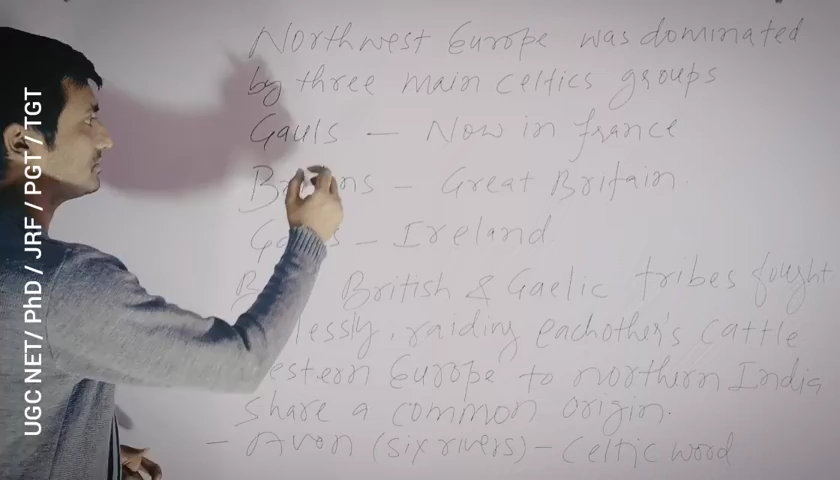 UGC NET/ PhD / JRF / PGT / TGT
Northwest Europe was dominated
by three main celtics groups
Gauls — Now in france
— Great Britain.
— Ireland
British & Gaelic tribes fought
raiding eachother's cattle
Europe to northern India
share a common origin.
- Avon (six rivers) - Celtic word